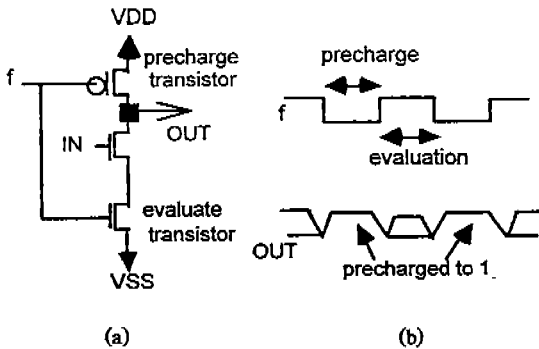 VDD
precharge
transistor
f
OUT
IN
evaluate
transistor
VSS
(a)
precharge
f
evaluation
OUT
precharged to 1
(b)